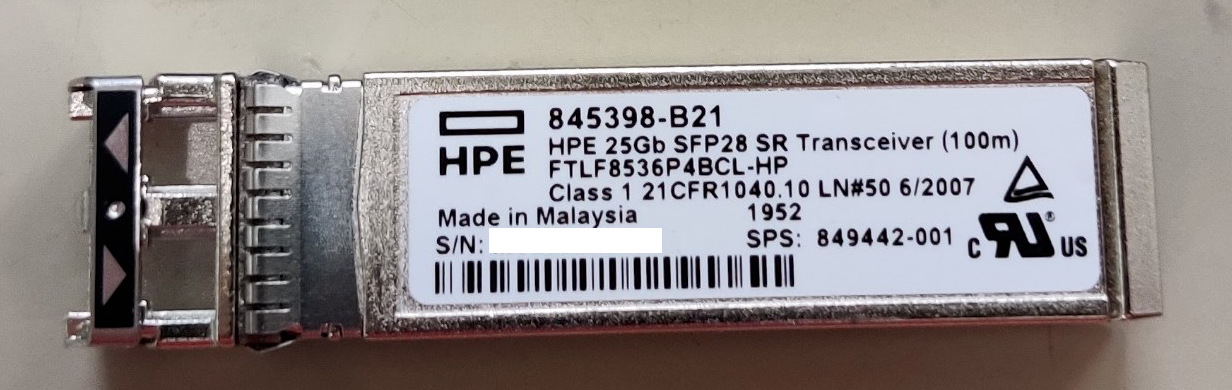 845398-B21
HPE 25Gb SFP28 SR Transceiver (100m)
HPE
FTLF8536P4BCL-HP
Class 1 21CFR1040.10 LN#50 6/2007
Made in Malaysia 1952
S/N: SPS: 849442-001
C RU ® US